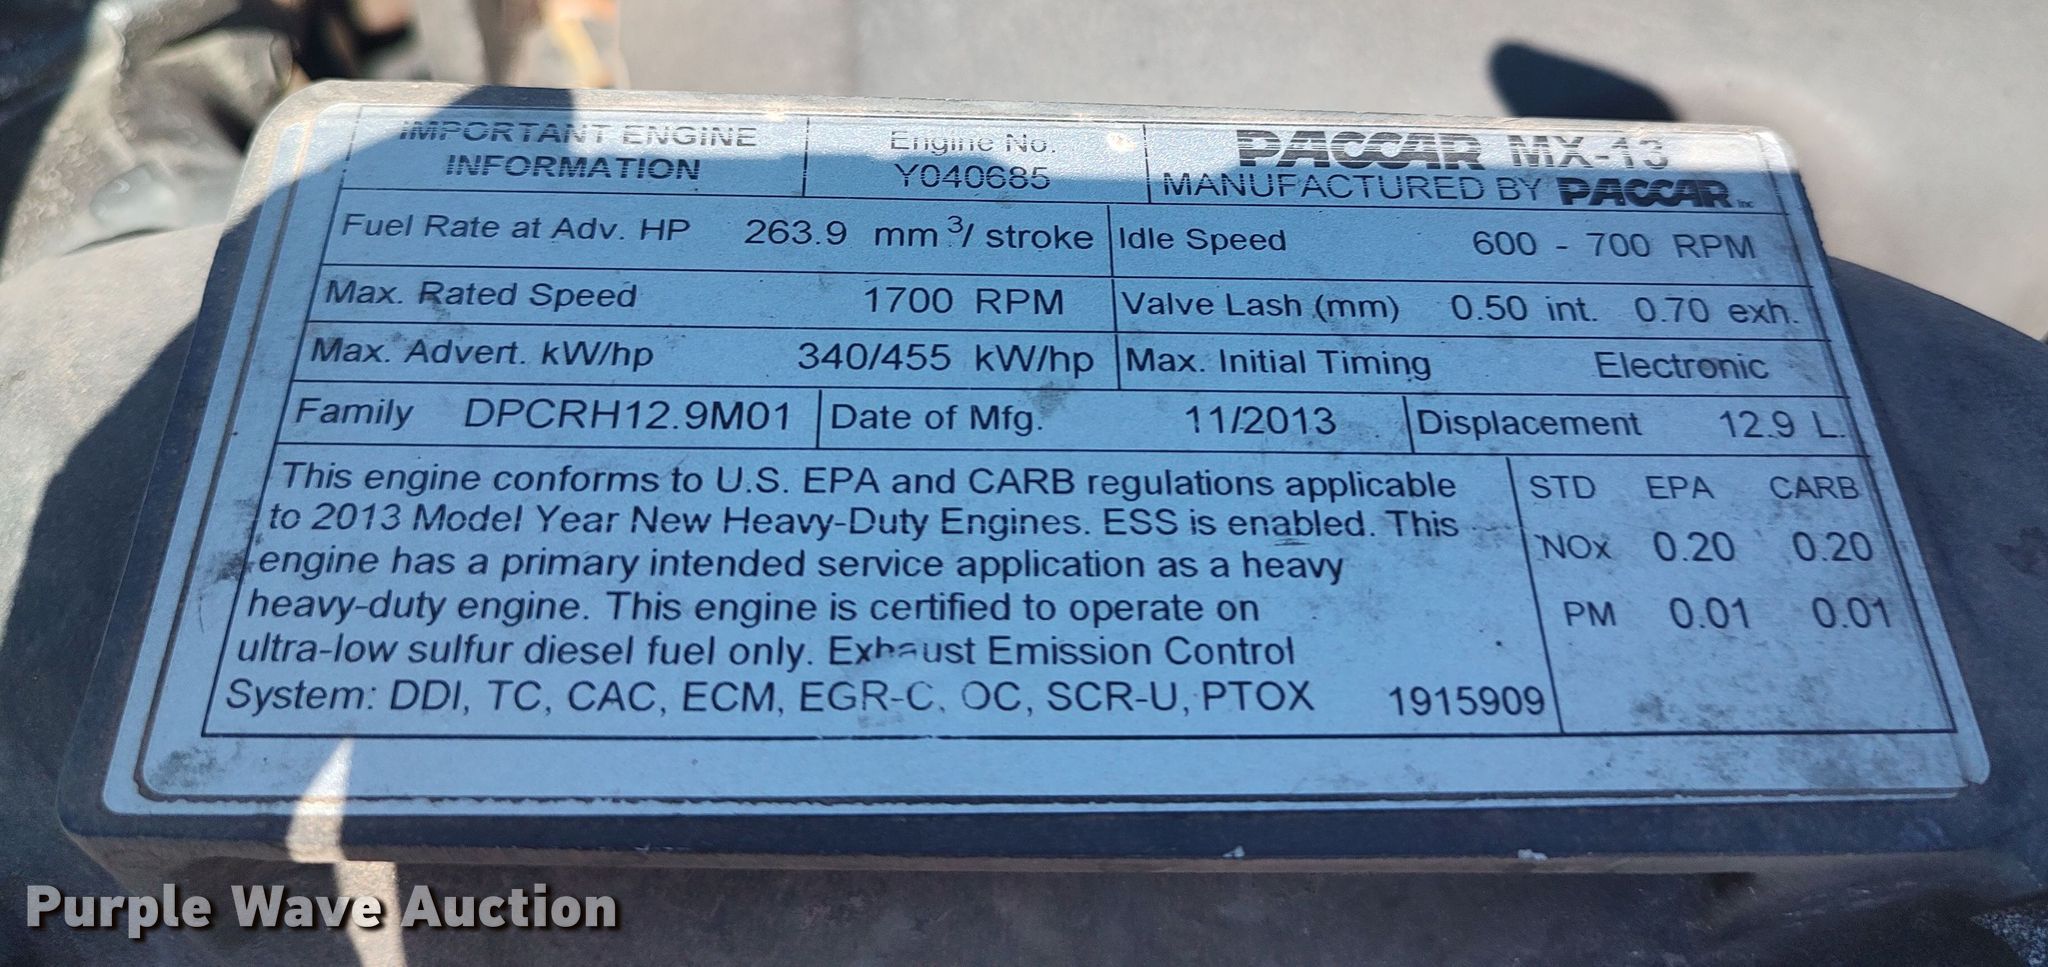 IMPORTANT ENGINE
INFORMATION
Engine No.
Y040685
PACCAR MX-13
MANUFACTURED BY PACCAR Inc
Fuel Rate at Adv. HP 263.9 mm³/ stroke
Idle Speed 600 - 700 RPM
Max. Rated Speed 1700 RPM
Valve Lash (mm) 0.50 int. 0.70 exh.
Max. Advert. kW/hp 340/455 kW/hp
Max. Initial Timing Electronic
Family DPCRH12.9M01
Date of Mfg. 11/2013
Displacement 12.9 L.
This engine conforms to U.S. EPA and CARB regulations applicable
to 2013 Model Year New Heavy-Duty Engines. ESS is enabled. This
engine has a primary intended service application as a heavy
heavy-duty engine. This engine is certified to operate on
ultra-low sulfur diesel fuel only. Exhaust Emission Control
System: DDI, TC, CAC, ECM, EGR-C, OC, SCR-U, PTOX 1915909
STD EPA CARB
NOx 0.20 0.20
PM 0.01 0.01
Purple Wave Auction